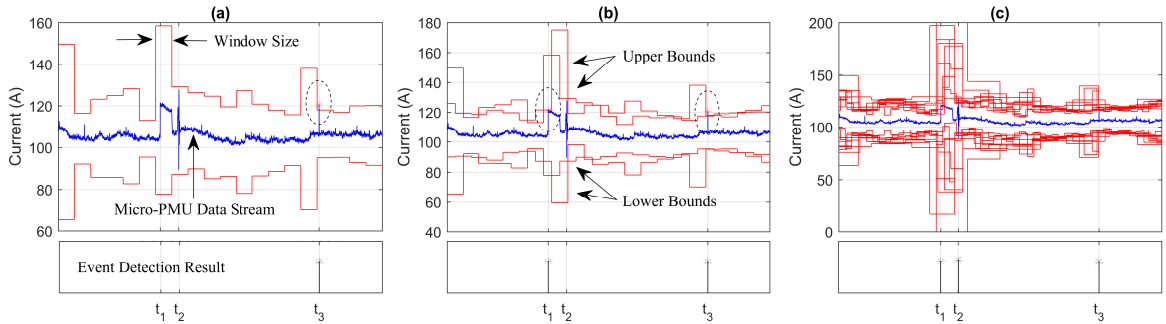 (a)
160
140
120
100
80
60
Current (A)
Window Size
Micro-PMU Data Stream
Event Detection Result
t1 t2 t3
(b)
180
160
140
120
100
80
60
40
Current (A)
Upper Bounds
Lower Bounds
t1 t2 t3
(c)
200
150
100
50
0
Current (A)
t1 t2 t3